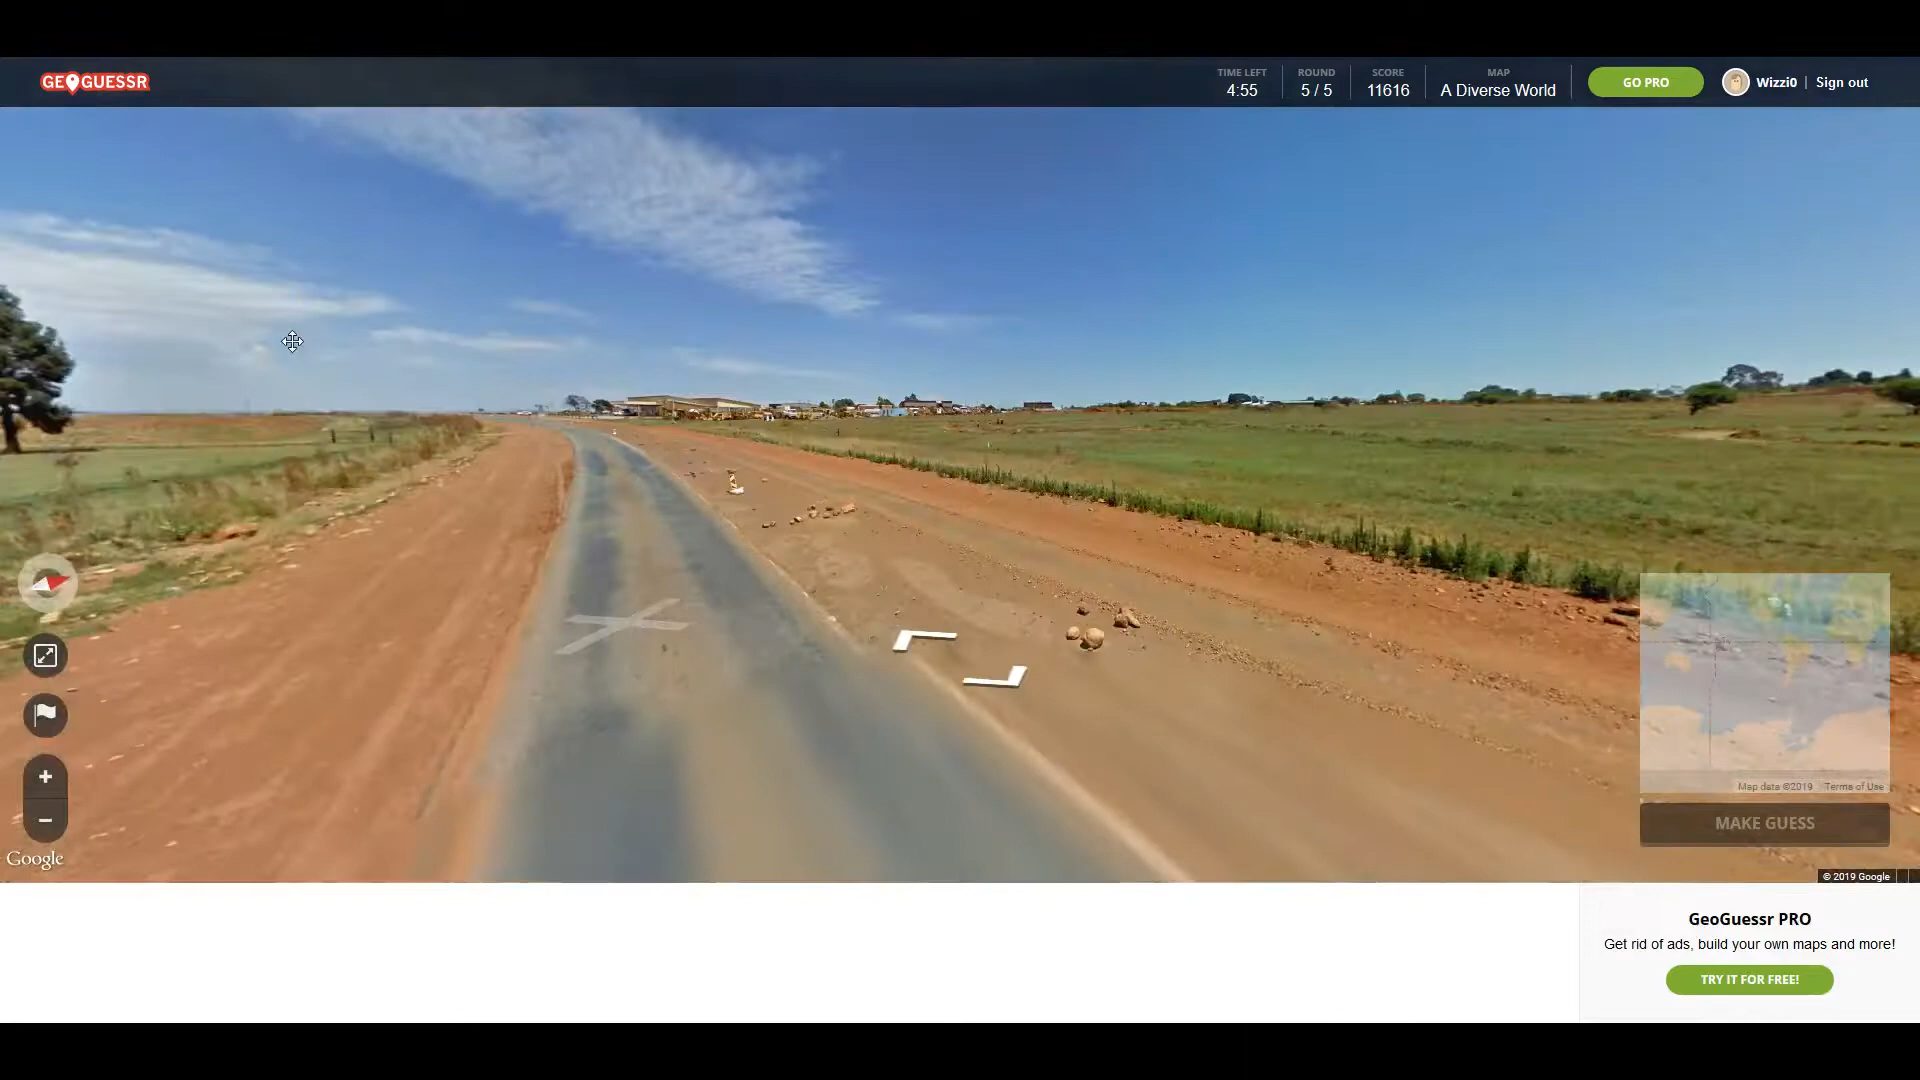 GEOGUESSR
TIME LEFT
4:55
ROUND
5 / 5
SCORE
11616
MAP
A Diverse World
GO PRO
Wizzi0 | Sign out
Map data ©2019 Terms of Use
MAKE GUESS
Google
© 2019 Google
GeoGuessr PRO
Get rid of ads, build your own maps and more!
TRY IT FOR FREE!